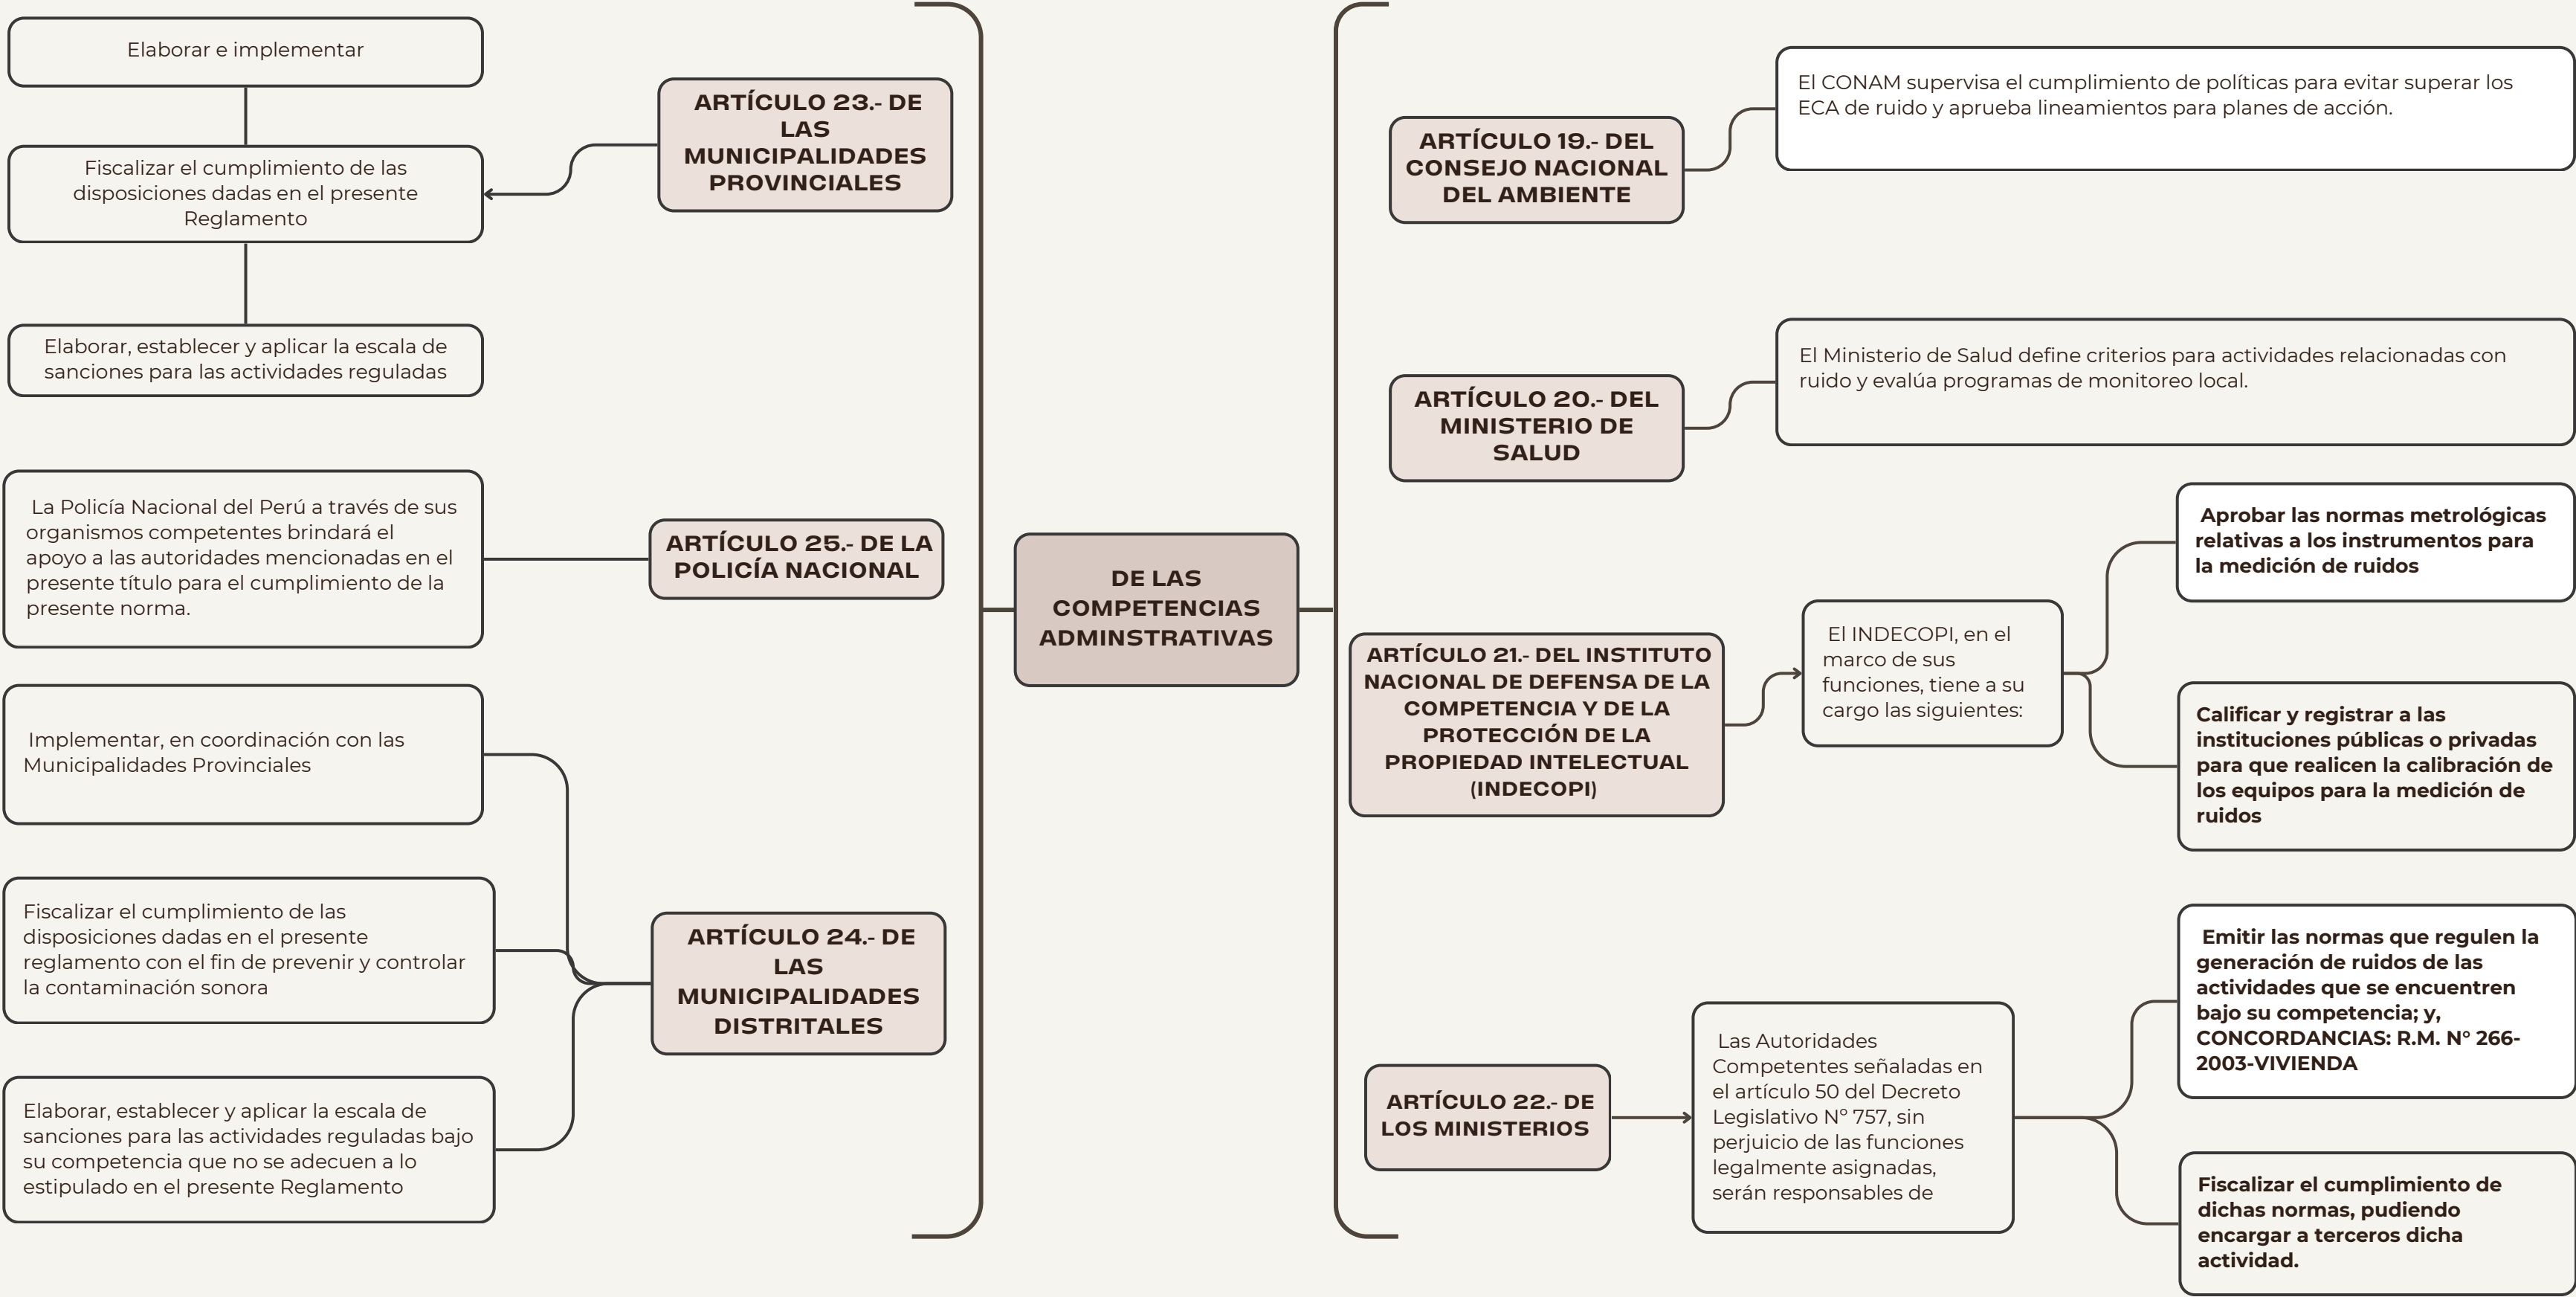 Elaborar e implementar
Fiscalizar el cumplimiento de las
disposiciones dadas en el presente
Reglamento
Elaborar, establecer y aplicar la escala de
sanciones para las actividades reguladas
ARTÍCULO 23.- DE
LAS
MUNICIPALIDADES
PROVINCIALES
La Policía Nacional del Perú a través de sus
organismos competentes brindará el
apoyo a las autoridades mencionadas en el
presente título para el cumplimiento de la
presente norma.
ARTÍCULO 25.- DE LA
POLICÍA NACIONAL
Implementar, en coordinación con las
Municipalidades Provinciales
Fiscalizar el cumplimiento de las
disposiciones dadas en el presente
reglamento con el fin de prevenir y controlar
la contaminación sonora
Elaborar, establecer y aplicar la escala de
sanciones para las actividades reguladas bajo
su competencia que no se adecuen a lo
estipulado en el presente Reglamento
ARTÍCULO 24.- DE
LAS
MUNICIPALIDADES
DISTRITALES
DE LAS
COMPETENCIAS
ADMINSTRATIVAS
ARTÍCULO 19.- DEL
CONSEJO NACIONAL
DEL AMBIENTE
El CONAM supervisa el cumplimiento de políticas para evitar superar los
ECA de ruido y aprueba lineamientos para planes de acción.
ARTÍCULO 20.- DEL
MINISTERIO DE
SALUD
El Ministerio de Salud define criterios para actividades relacionadas con
ruido y evalúa programas de monitoreo local.
ARTÍCULO 21.- DEL INSTITUTO
NACIONAL DE DEFENSA DE LA
COMPETENCIA Y DE LA
PROTECCIÓN DE LA
PROPIEDAD INTELECTUAL
(INDECOPI)
El INDECOPI, en el
marco de sus
funciones, tiene a su
cargo las siguientes:
Aprobar las normas metrológicas
relativas a los instrumentos para
la medición de ruidos
Calificar y registrar a las
instituciones públicas o privadas
para que realicen la calibración de
los equipos para la medición de
ruidos
ARTÍCULO 22.- DE
LOS MINISTERIOS
Las Autoridades
Competentes señaladas en
el artículo 50 del Decreto
Legislativo Nº 757, sin
perjuicio de las funciones
legalmente asignadas,
serán responsables de
Emitir las normas que regulen la
generación de ruidos de las
actividades que se encuentren
bajo su competencia; y,
CONCORDANCIAS: R.M. N° 266-
2003-VIVIENDA
Fiscalizar el cumplimiento de
dichas normas, pudiendo
encargar a terceros dicha
actividad.